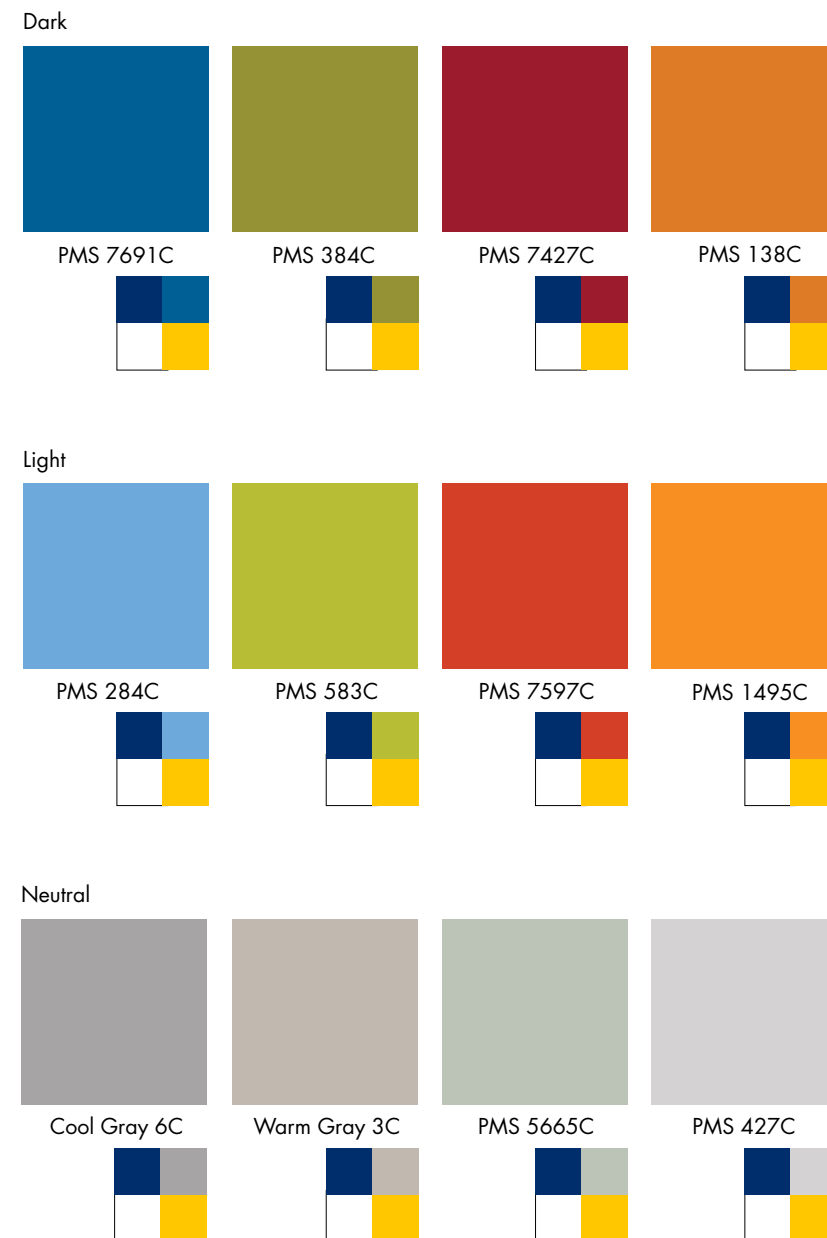 Dark
PMS 7691C
PMS 384C
PMS 7427C
PMS 138C
Light
PMS 284C
PMS 583C
PMS 7597C
PMS 1495C
Neutral
Cool Gray 6C
Warm Gray 3C
PMS 5665C
PMS 427C